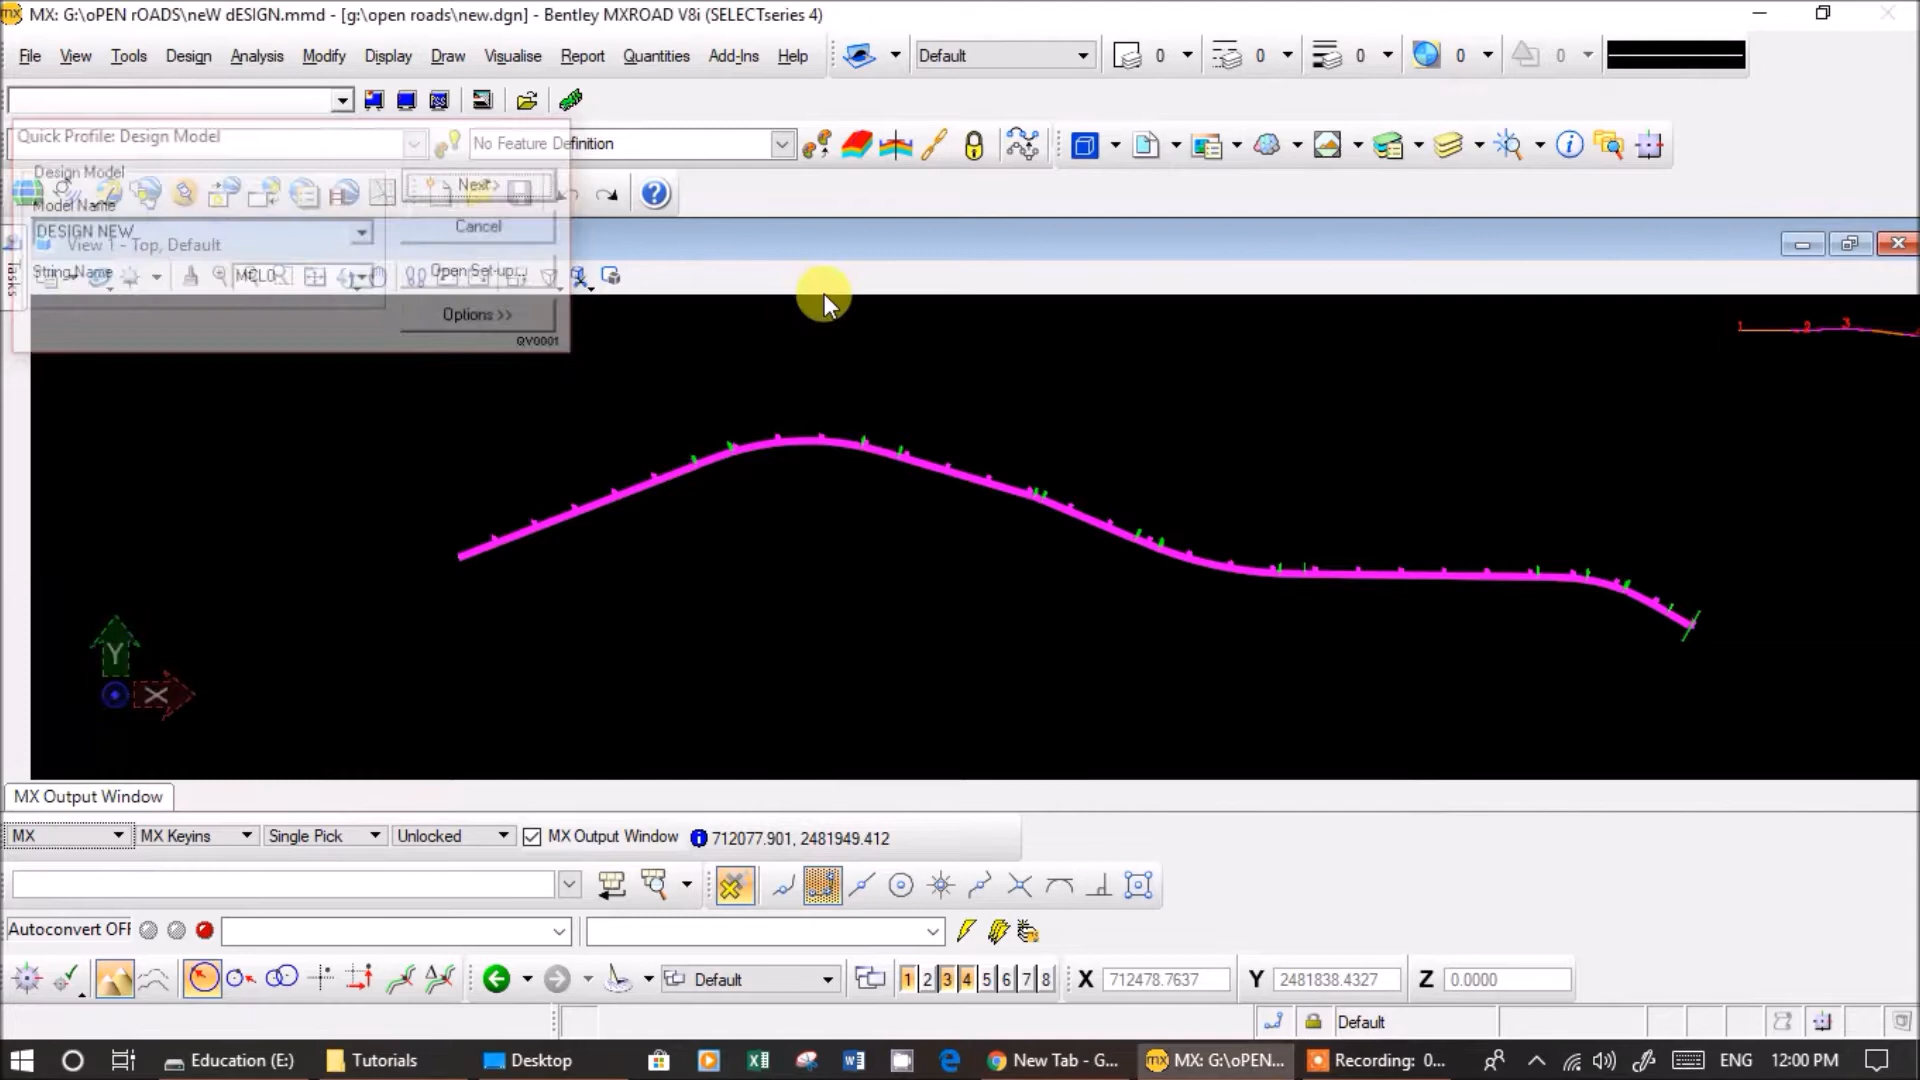 MX: G:\oPEN rOADS\neW dESIGN.mmd - [g:\open roads\new.dgn] - Bentley MXROAD V8i (SELECTseries 4)
File View Tools Design Analysis Modify Display Draw Visualise Report Quantities Add-Ins Help Default 0 0 0 0 0
Quick Profile: Design Model
No Feature Definition
Design Model
Next >
Model Name
Cancel
DESIGN NEW
View 1 - Top, Default
Open Set-up...
String Name
Tasks
Options >>
QV0001
1 2 3
Y
X
MX Output Window
MX MX Keyins Single Pick Unlocked MX Output Window 712077.901, 2481949.412
Autoconvert OFF
Default 1 2 3 4 5 6 7 8 X 712478.7637 Y 2481838.4327 Z 0.0000
Default
Education (E:) Tutorials Desktop New Tab - G... MX: G:\oPEN... Recording: 0... ENG 12:00 PM